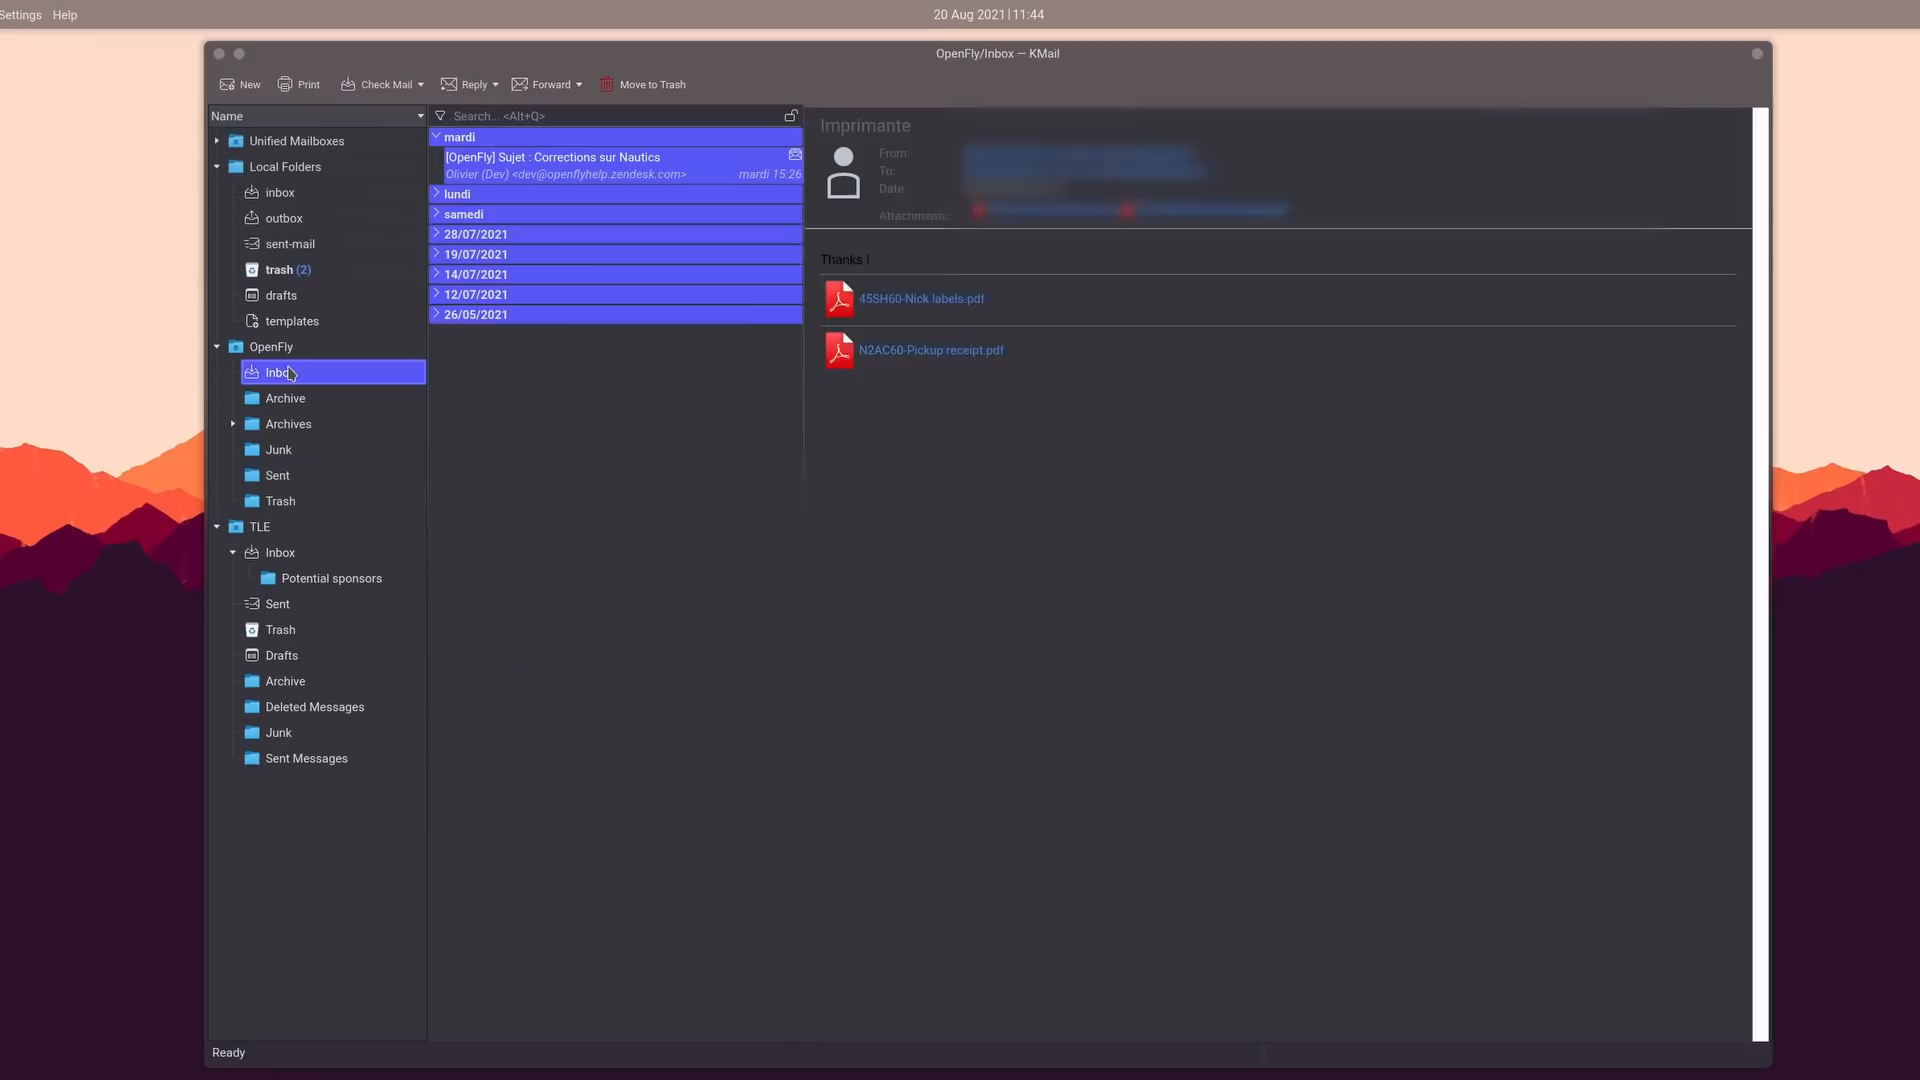 Settings Help
20 Aug 2021 | 11:44
OpenFly/Inbox — KMail
New Print Check Mail Reply Forward Move to Trash
Name
Unified Mailboxes
Local Folders
inbox
outbox
sent-mail
trash (2)
drafts
templates
OpenFly
Inbox
Archive
Archives
Junk
Sent
Trash
TLE
Inbox
Potential sponsors
Sent
Trash
Drafts
Archive
Deleted Messages
Junk
Sent Messages
Search... <Alt+Q>
mardi
[OpenFly] Sujet : Corrections sur Nautics
Olivier (Dev) <dev@openflyhelp.zendesk.com> mardi 15:26
lundi
samedi
28/07/2021
19/07/2021
14/07/2021
12/07/2021
26/05/2021
Imprimante
From:
To:
Date:
Attachments:
Thanks !
45SH60-Nick labels.pdf
N2AC60-Pickup receipt.pdf
Ready